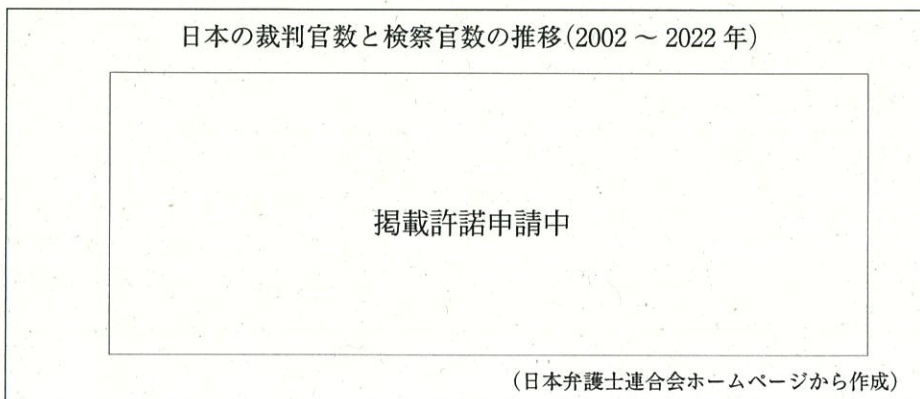 日本の裁判官数と検察官数の推移(2002 ~ 2022 年)
掲載許諾申請中
(日本弁護士連合会ホームページから作成)